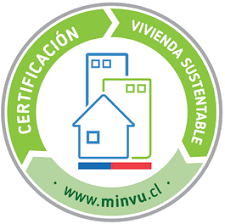 CERTIFICACIÓN
VIVIENDA SUSTENTABLE
· www.minvu.cl ·